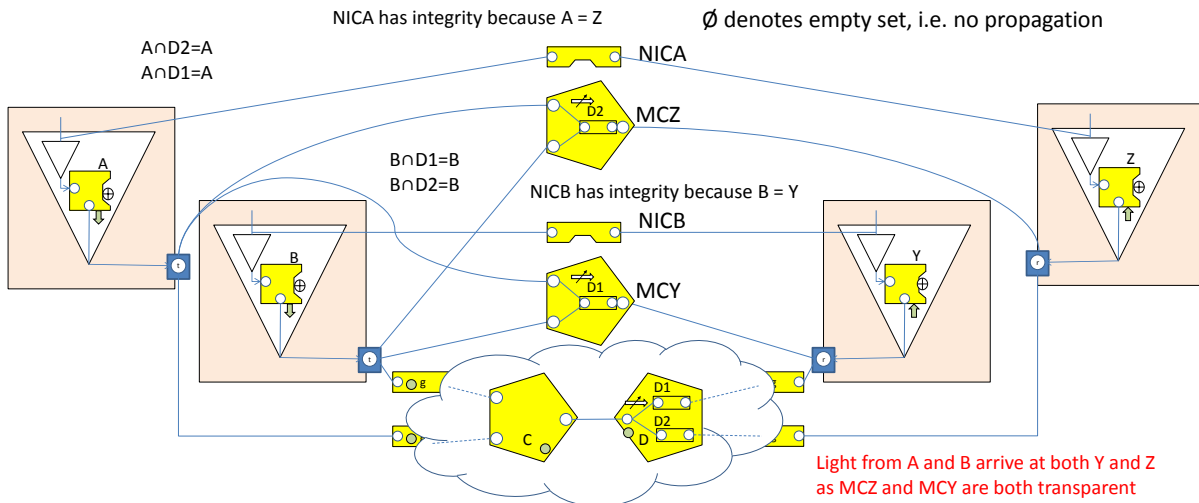 NICA has integrity because A = Z
Ø denotes empty set, i.e. no propagation
A∩D2=A
A∩D1=A
NICA
D2
MCZ
A
Z
B∩D1=B
B∩D2=B
NICB has integrity because B = Y
NICB
B
Y
t
r
D1
MCY
t
r
g
g
D1
D2
C
D
g
Light from A and B arrive at both Y and Z
as MCZ and MCY are both transparent